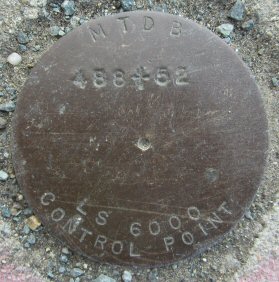 MTDB
488+52
LS 6000
CONTROL POINT